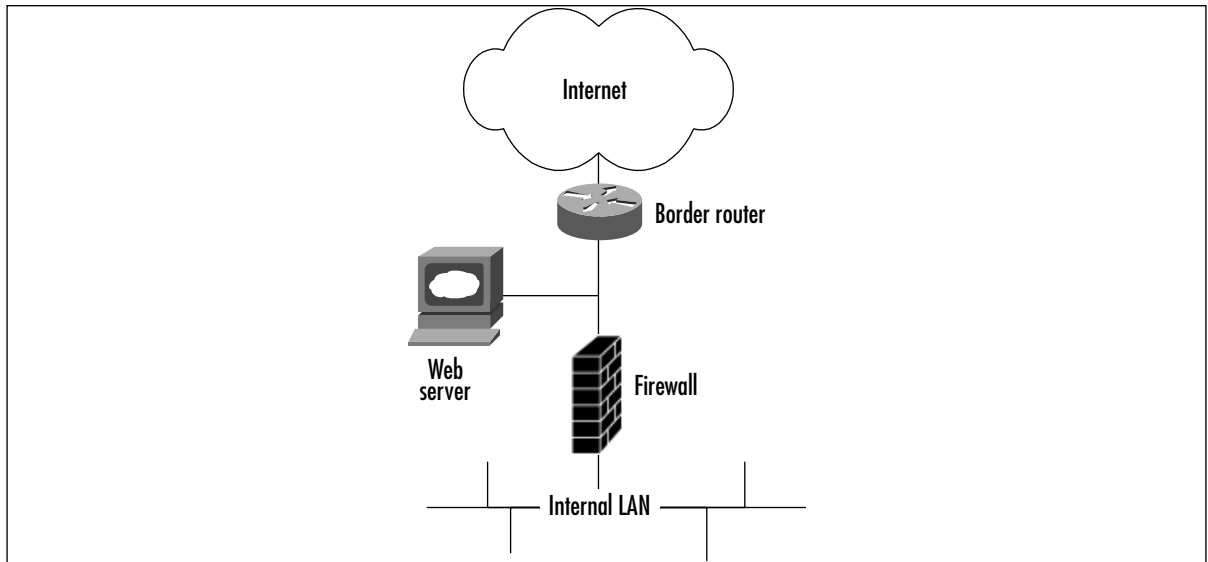 Internet
Border router
Web
server
Firewall
Internal LAN